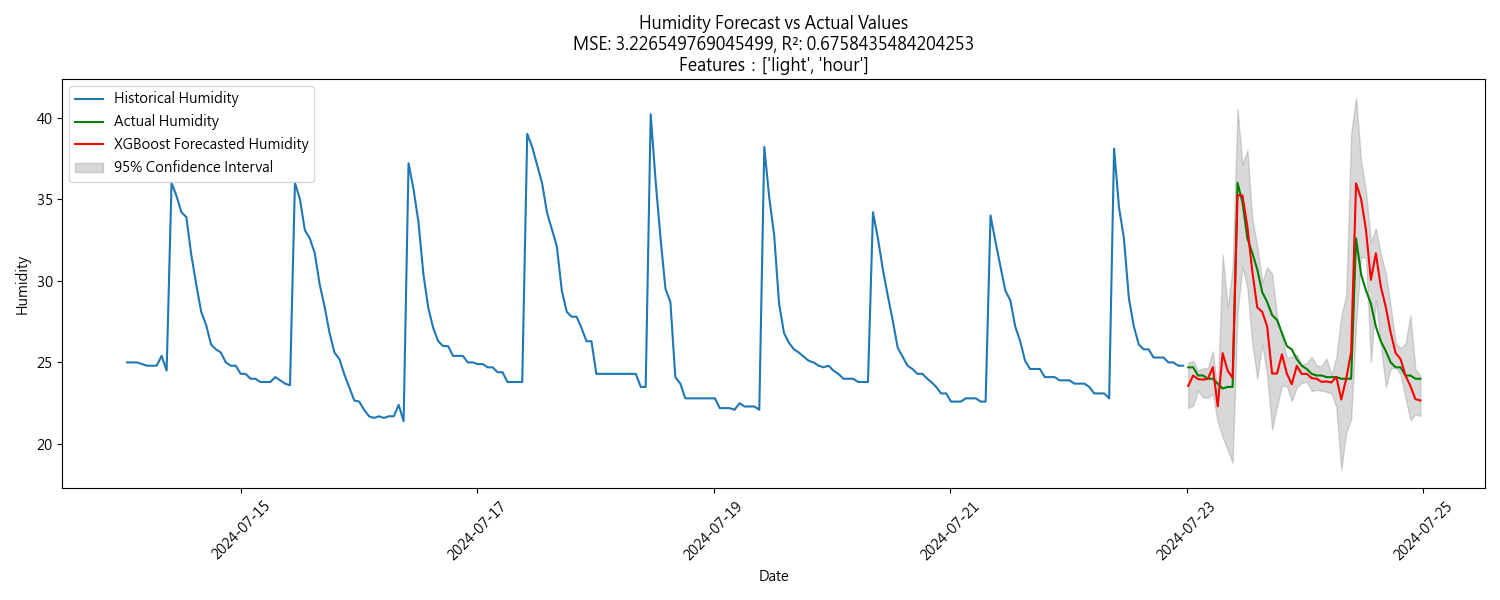 Humidity Forecast vs Actual Values
MSE: 3.226549769045499, R²: 0.6758435484204253
Features : ['light', 'hour']
Historical Humidity
Actual Humidity
XGBoost Forecasted Humidity
95% Confidence Interval
40
35
30
25
20
Humidity
2024-07-15
2024-07-17
2024-07-19
2024-07-21
2024-07-23
2024-07-25
Date